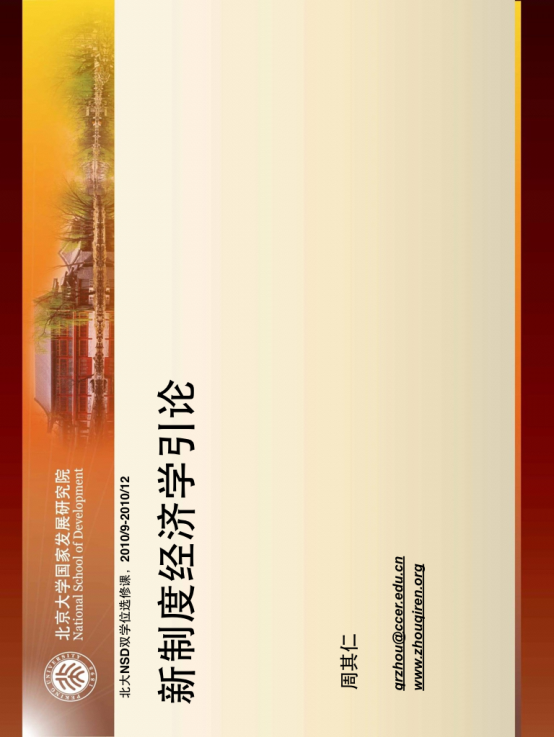 北京大学国家发展研究院
National School of Development
北大NSD双学位选修课，2010/9-2010/12
新制度经济学引论
周其仁
qrzhou@ccer.edu.cn
www.zhouqiren.org